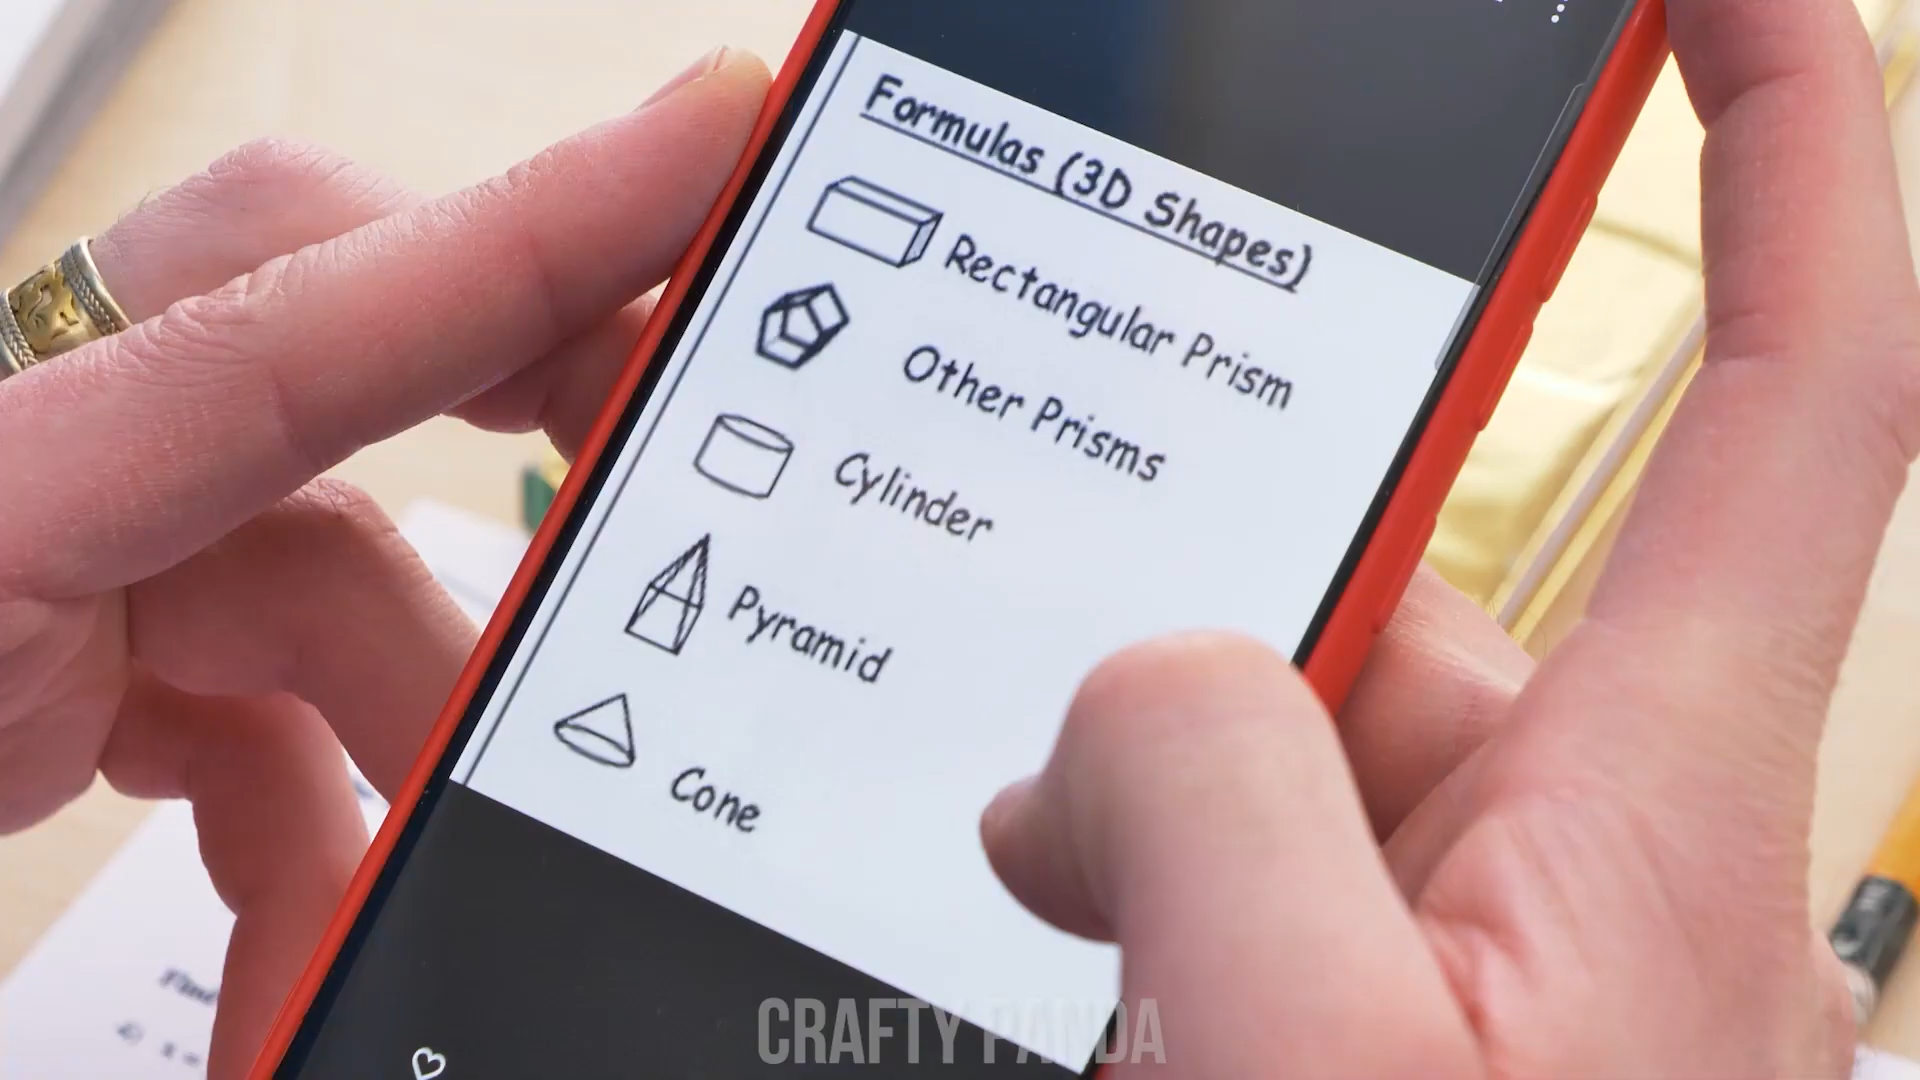 Formulas (3D Shapes)
Rectangular Prism
Other Prisms
Cylinder
Pyramid
Cone
CRAFTY PANDA